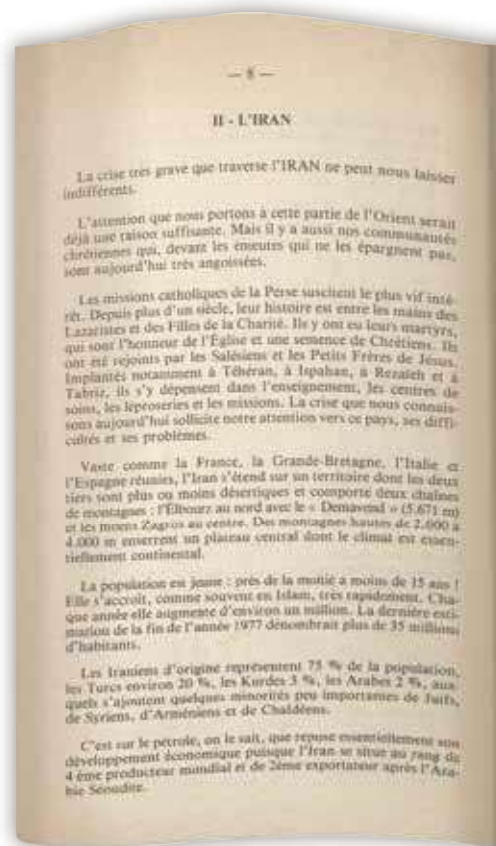 — 8 —
II - L'IRAN
La crise très grave que traverse l'IRAN ne peut nous laisser
indifférents.
L'attention que nous portons à cette partie de l'Orient serait
déjà une raison suffisante. Mais il y a aussi nos communautés
chrétiennes qui, devant les émeutes qui ne les épargnent pas,
sont aujourd'hui très angoissées.
Les missions catholiques de la Perse suscitent le plus vif inté-
rêt. Depuis plus d'un siècle, leur histoire est entre les mains des
Lazaristes et des Filles de la Charité. Ils y ont eu leurs martyrs,
qui sont l'honneur de l'Église et une semence de Chrétiens. Ils
ont été rejoints par les Salésiens et les Petits Frères de Jésus.
Implantés notamment à Téhéran, à Ispahan, à Rezaïeh et à
Tabriz, ils s'y dépensent dans l'enseignement, les centres de
soins, les léproseries et les missions. La crise que nous connais-
sons aujourd'hui sollicite notre attention vers ce pays, ses diffi-
cultés et ses problèmes.
Vaste comme la France, la Grande-Bretagne, l'Italie et
l'Espagne réunies, l'Iran s'étend sur un territoire dont les deux
tiers sont plus ou moins désertiques et comporte deux chaînes
de montagnes : l'Elbourz au nord avec le « Demavend » (5.671 m)
et les monts Zagros au centre. Des montagnes hautes de 2.000 à
4.000 m enserrent un plateau central dont le climat est essen-
tiellement continental.
La population est jeune : près de la moitié a moins de 15 ans !
Elle s'accroît, comme souvent en Islam, très rapidement. Cha-
que année elle augmente d'environ un million. La dernière esti-
mation de la fin de l'année 1977 dénombrait plus de 35 millions
d'habitants.
Les Iraniens d'origine représentent 75 % de la population,
les Turcs environ 20 %, les Kurdes 3 %, les Arabes 2 %, aux-
quels s'ajoutent quelques minorités peu importantes de Juifs,
de Syriens, d'Arméniens et de Chaldéens.
C'est sur le pétrole, on le sait, que repose essentiellement son
développement économique puisque l'Iran se situe au rang de
4 ème producteur mondial et de 2ème exportateur après l'Ara-
bie Séoudite.